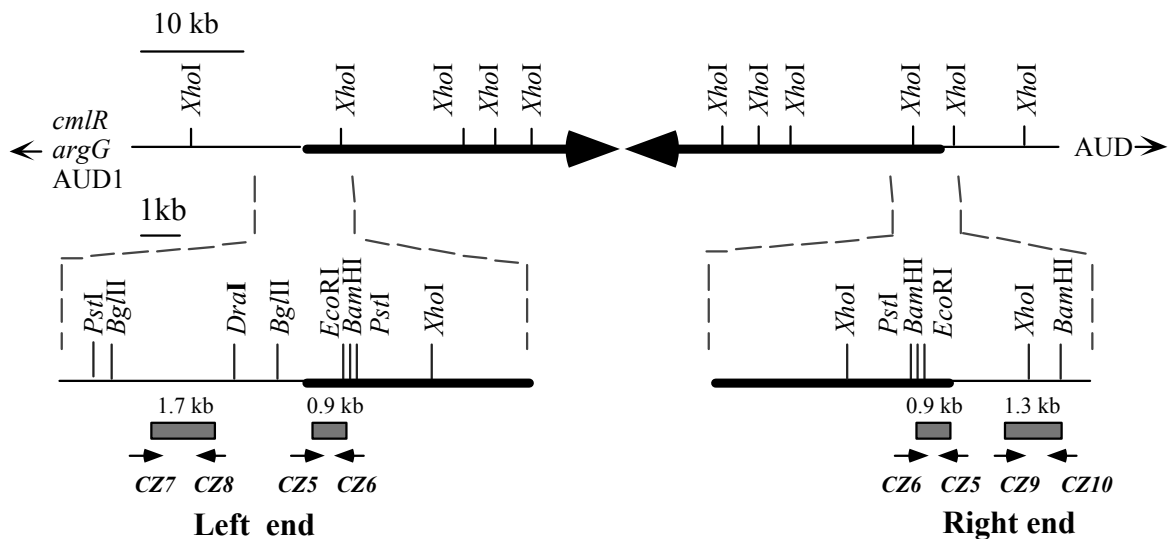 10 kb
XhoI XhoI XhoI XhoI XhoI XhoI XhoI XhoI XhoI XhoI XhoI
cmlR
argG
AUD1
AUD
1kb
PstI BglII DraI BglII EcoRI BamHI PstI XhoI XhoI PstI BamHI EcoRI XhoI BamHI
1.7 kb 0.9 kb 0.9 kb 1.3 kb
CZ7 CZ8 CZ5 CZ6 CZ6 CZ5 CZ9 CZ10
Left end Right end